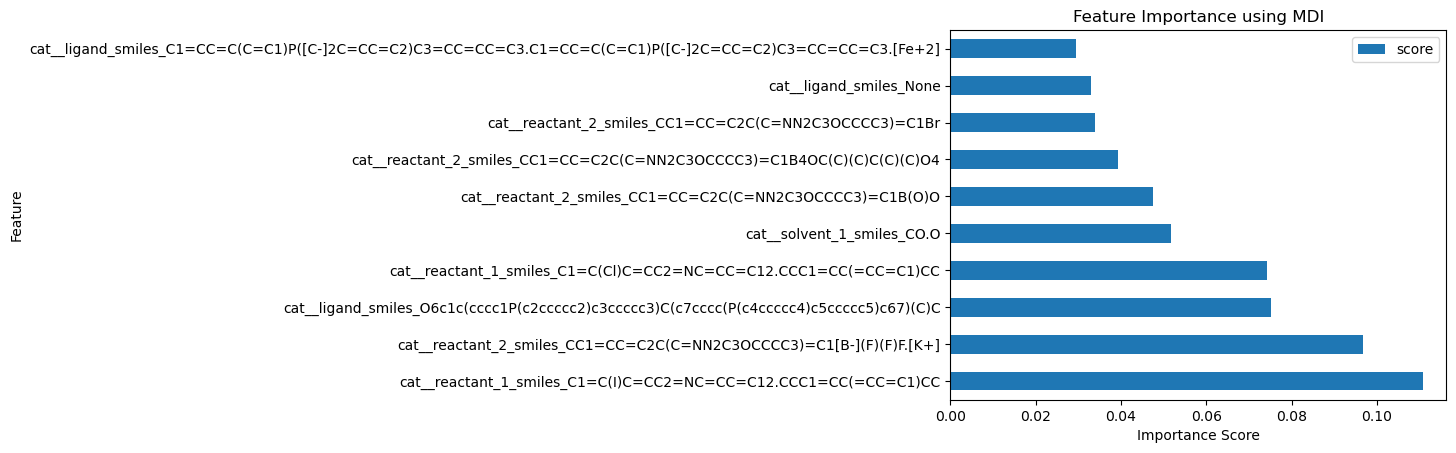 Feature Importance using MDI
score
Feature
cat__ligand_smiles_C1=CC=C(C=C1)P([C-]2C=CC=C2)C3=CC=CC=C3.C1=CC=C(C=C1)P([C-]2C=CC=C2)C3=CC=CC=C3.[Fe+2]
cat__ligand_smiles_None
cat__reactant_2_smiles_CC1=CC=C2C(C=NN2C3OCCCC3)=C1Br
cat__reactant_2_smiles_CC1=CC=C2C(C=NN2C3OCCCC3)=C1B4OC(C)(C)C(C)(C)O4
cat__reactant_2_smiles_CC1=CC=C2C(C=NN2C3OCCCC3)=C1B(O)O
cat__solvent_1_smiles_CO.O
cat__reactant_1_smiles_C1=C(Cl)C=CC2=NC=CC=C12.CCC1=CC(=CC=C1)CC
cat__ligand_smiles_O6c1c(cccc1P(c2ccccc2)c3ccccc3)C(c7cccc(P(c4ccccc4)c5ccccc5)c67)(C)C
cat__reactant_2_smiles_CC1=CC=C2C(C=NN2C3OCCCC3)=C1[B-](F)(F)F.[K+]
cat__reactant_1_smiles_C1=C(I)C=CC2=NC=CC=C12.CCC1=CC(=CC=C1)CC
0.00 0.02 0.04 0.06 0.08 0.10
Importance Score